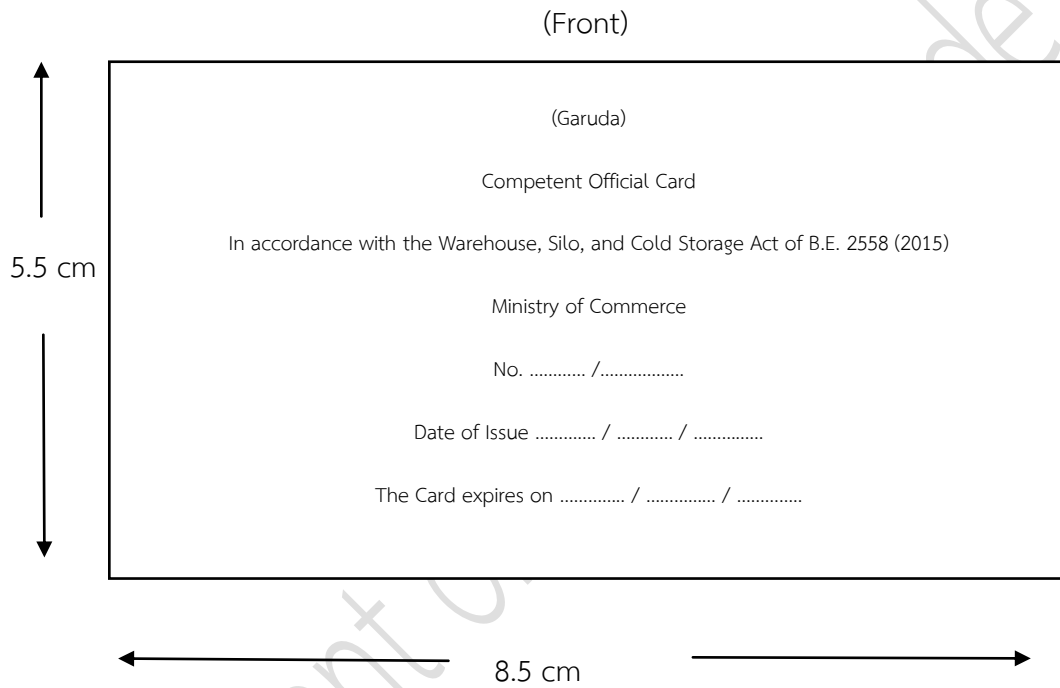 (Front)
(Garuda)
Competent Official Card
In accordance with the Warehouse, Silo, and Cold Storage Act of B.E. 2558 (2015)
5.5 cm
Ministry of Commerce
No. ............ /..................
Date of Issue ............. / ............ / ...............
The Card expires on .............. / ............... / ..............
8.5 cm